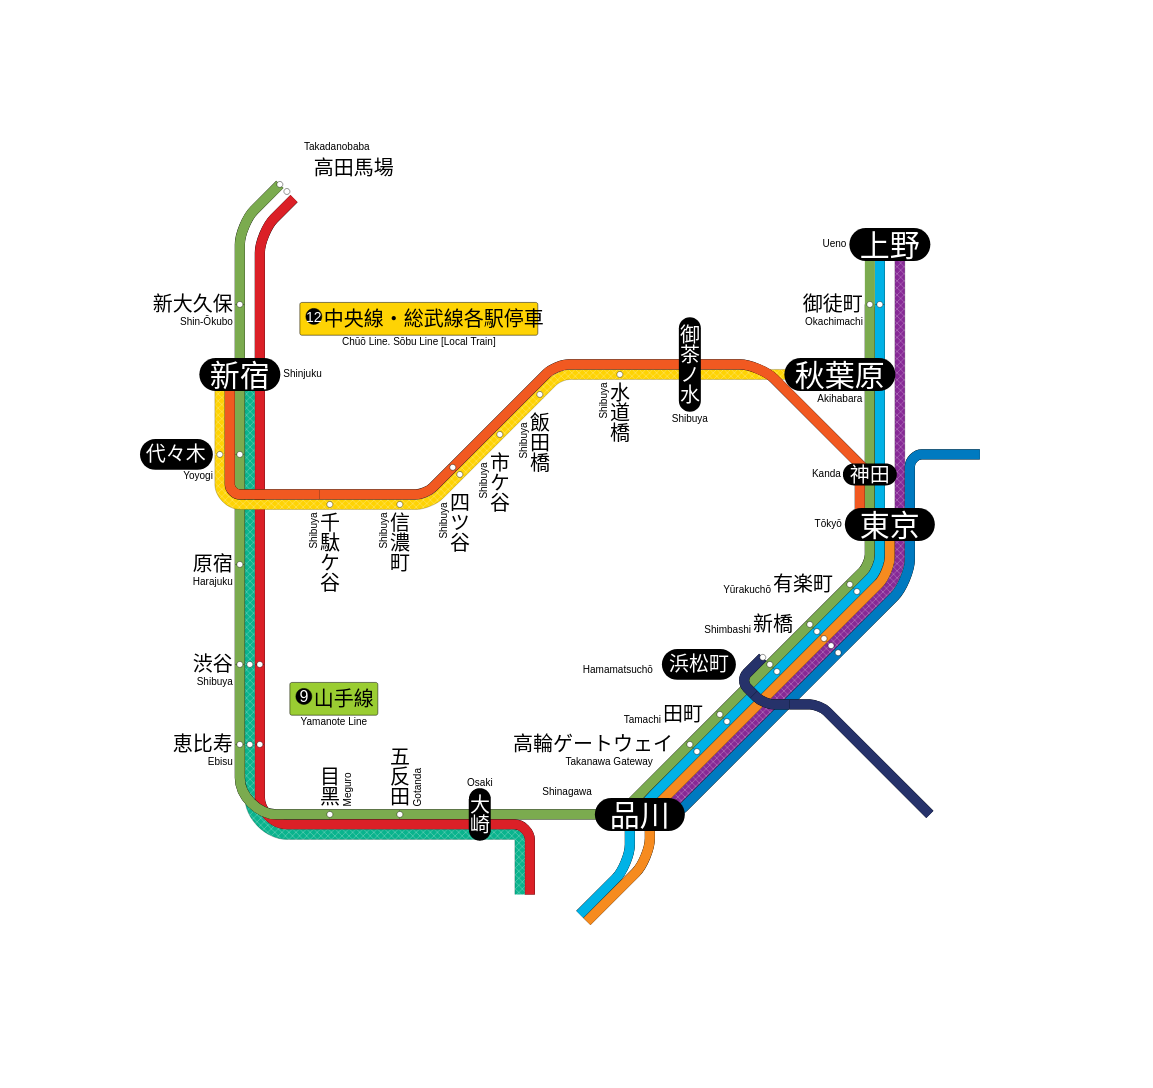 Takadanobaba
高田馬場
上野
Ueno
新大久保
Shin-Ōkubo
⓬中央線・総武線各駅停車
Chūō Line. Sōbu Line [Local Train]
御徒町
Okachimachi
新宿
Shinjuku
御茶ノ水
Shibuya
秋葉原
Akihabara
水道橋
Shibuya
飯田橋
Shibuya
市ケ谷
Shibuya
四ツ谷
Shibuya
信濃町
Shibuya
千駄ケ谷
Shibuya
代々木
Yoyogi
神田
Kanda
東京
Tōkyō
原宿
Harajuku
有楽町
Yūrakuchō
新橋
Shimbashi
渋谷
Shibuya
浜松町
Hamamatsuchō
❾山手線
Yamanote Line
田町
Tamachi
恵比寿
Ebisu
高輪ゲートウェイ
Takanawa Gateway
目黒
Meguro
五反田
Gotanda
大崎
Osaki
品川
Shinagawa